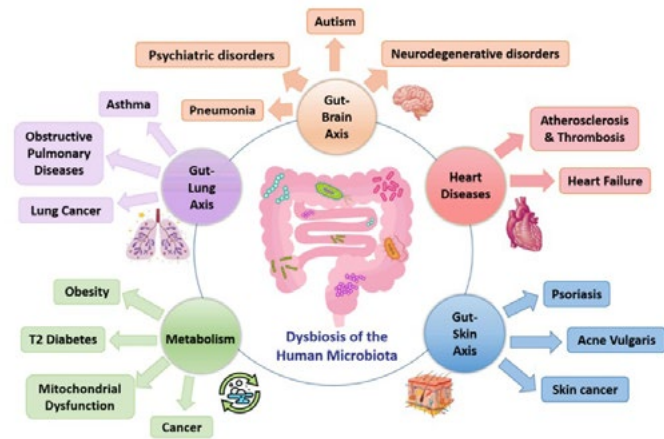 Autism
Psychiatric disorders
Neurodegenerative disorders
Pneumonia
Gut-
Brain
Axis
Asthma
Obstructive
Pulmonary
Diseases
Lung Cancer
Gut-
Lung
Axis
Atherosclerosis
& Thrombosis
Heart Failure
Heart
Diseases
Obesity
T2 Diabetes
Mitochondrial
Dysfunction
Cancer
Metabolism
Dysbiosis of the
Human Microbiota
Gut-
Skin
Axis
Psoriasis
Acne Vulgaris
Skin cancer